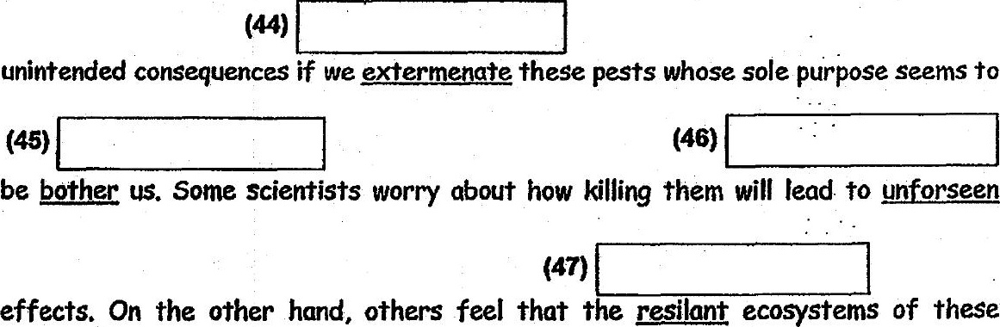 (44)
unintended consequences if we extermenate these pests whose sole purpose seems to
(45) (46)
be bother us. Some scientists worry about how killing them will lead to unforseen
(47)
effects. On the other hand, others feel that the resilant ecosystems of these